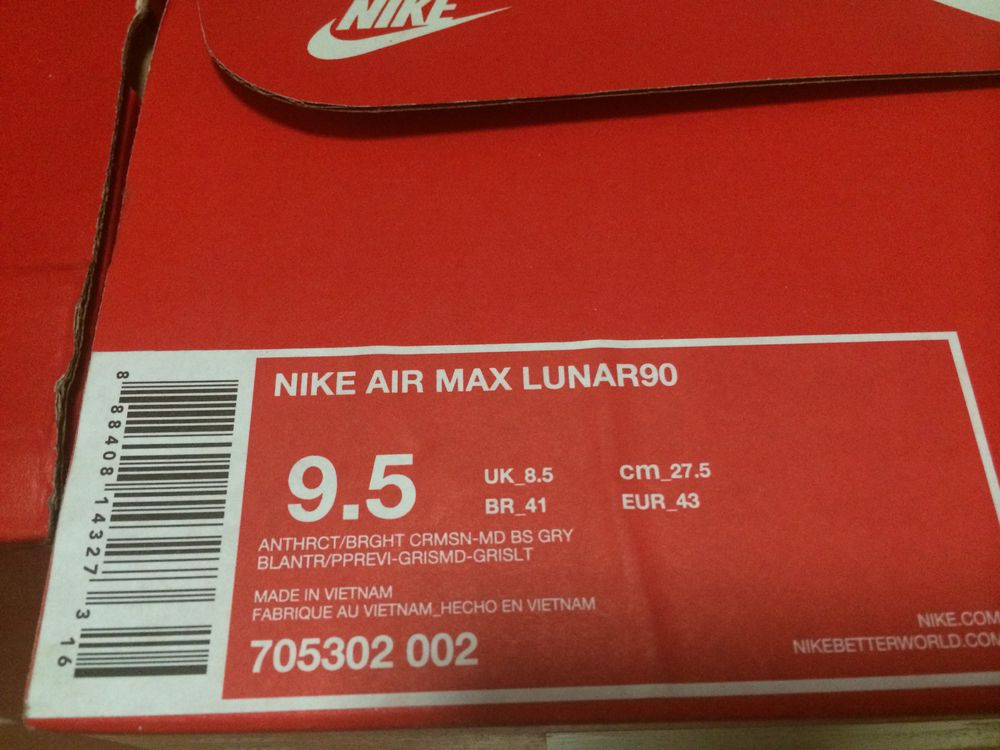 NIKE
NIKE AIR MAX LUNAR90
9.5
UK_8.5 cm_27.5
BR_41 EUR_43
ANTHRCT/BRGHT CRMSN-MD BS GRY
BLANTR/PPREVI-GRISMD-GRISLT
MADE IN VIETNAM
FABRIQUE AU VIETNAM_HECHO EN VIETNAM
705302 002
NIKE.COM
NIKEBETTERWORLD.COM
8 88408 14327 3
16